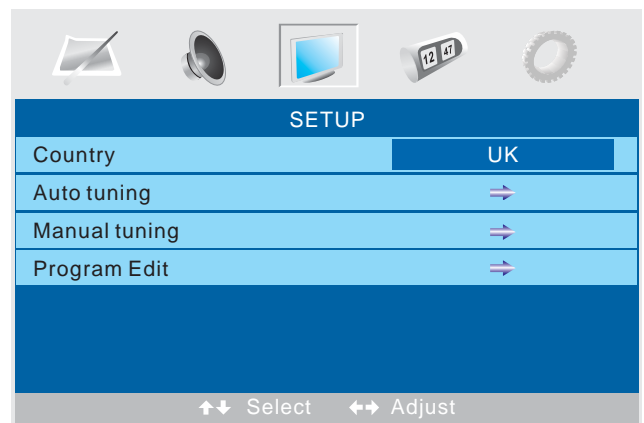 12 47
SETUP
Country UK
Auto tuning
Manual tuning
Program Edit
Select Adjust